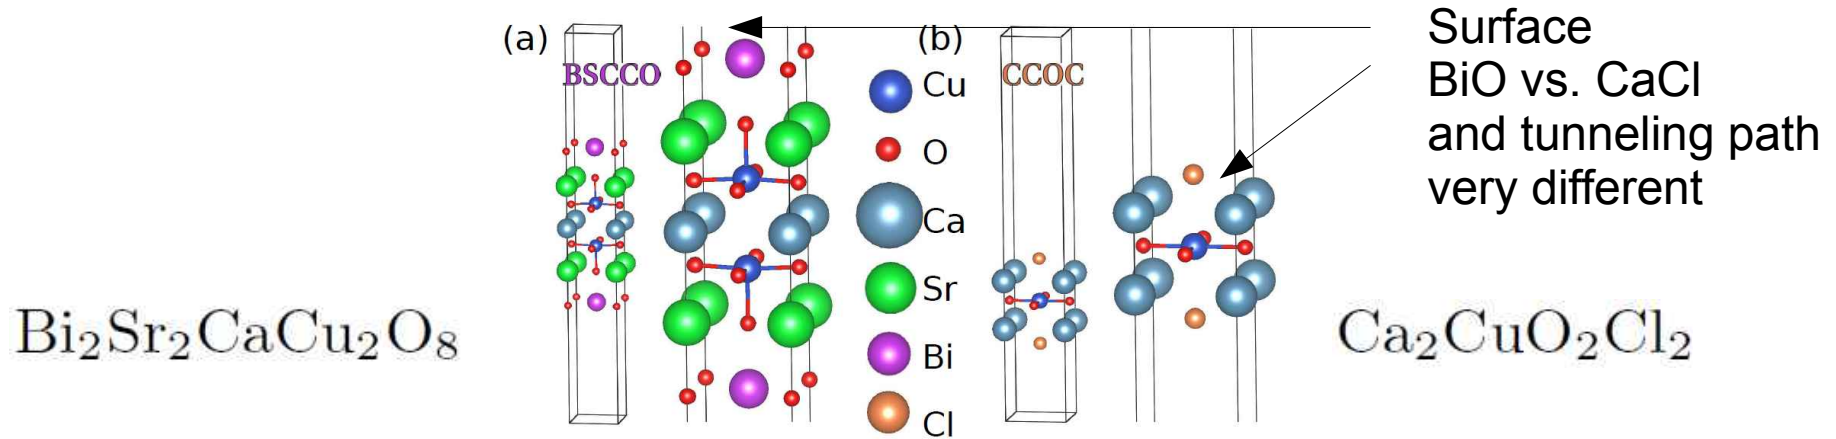 (a)
BSCCO
Cu
O
Ca
Sr
Bi
Cl
(b)
CCOC
Surface
BiO vs. CaCl
and tunneling path
very different
Bi₂Sr₂CaCu₂O₈
Ca₂CuO₂Cl₂